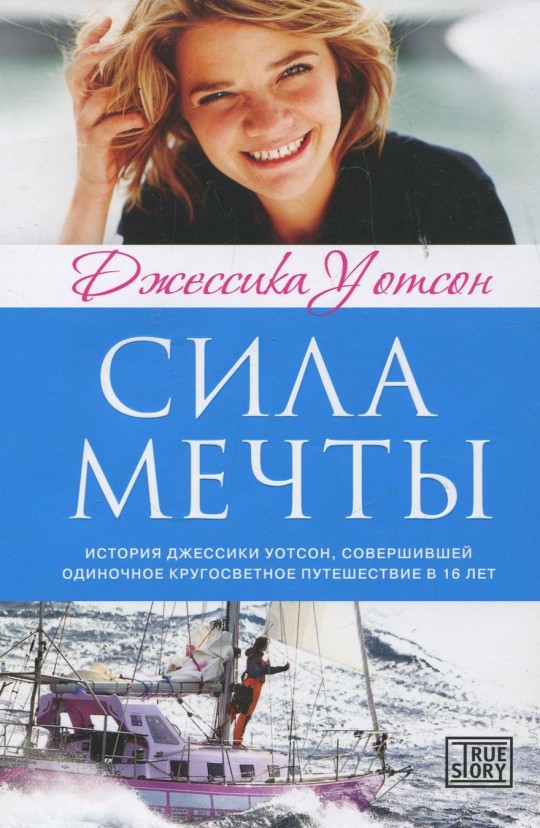 Джессика Уотсон
СИЛА
МЕЧТЫ
ИСТОРИЯ ДЖЕССИКИ УОТСОН, СОВЕРШИВШЕЙ
ОДИНОЧНОЕ КРУГОСВЕТНОЕ ПУТЕШЕСТВИЕ В 16 ЛЕТ
TRUE
STORY